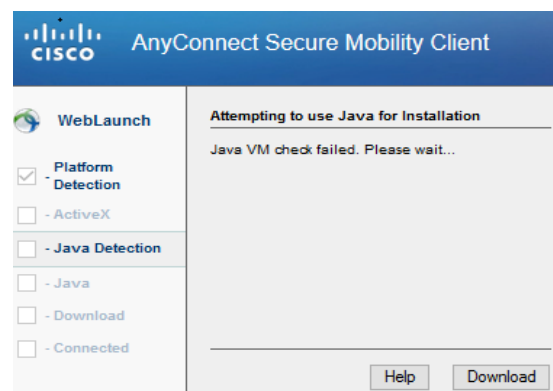 CISCO
AnyConnect Secure Mobility Client
WebLaunch
- Platform
Detection
- ActiveX
- Java Detection
- Java
- Download
- Connected
Attempting to use Java for Installation
Java VM check failed. Please wait...
Help
Download